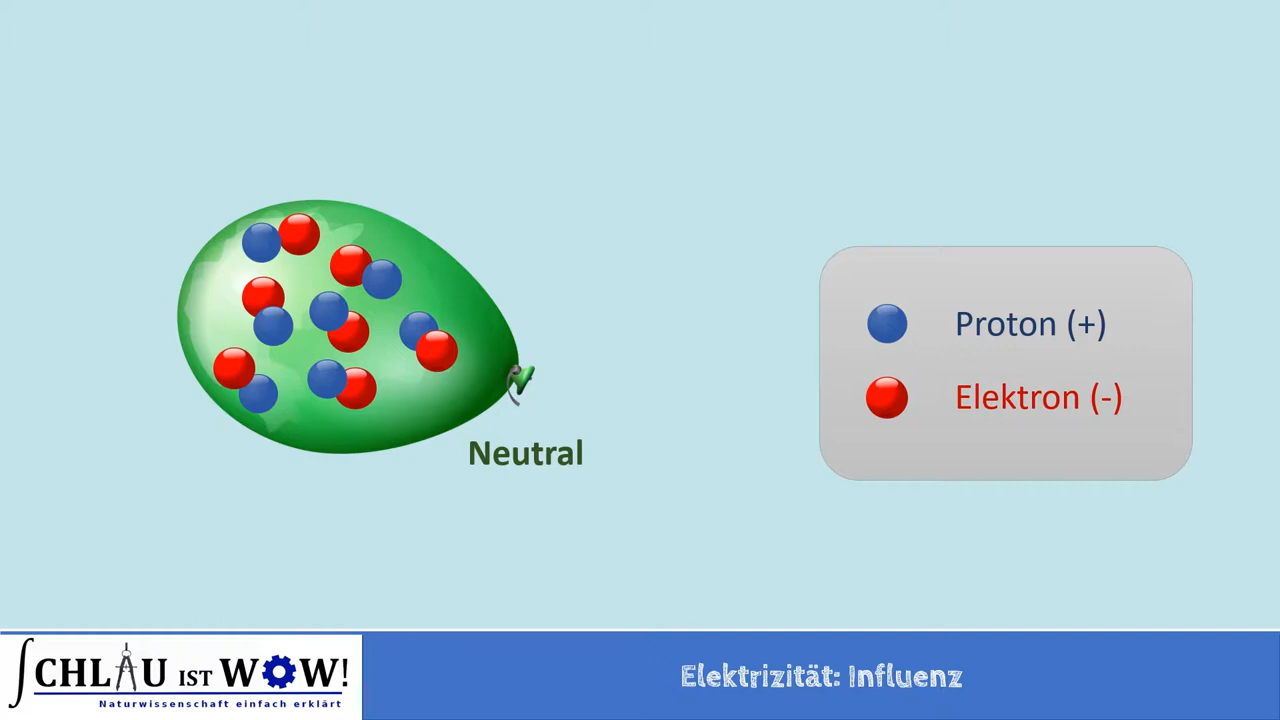 Proton (+)
Elektron (-)
Neutral
∫CHLAU IST WOW!
Naturwissenschaft einfach erklärt
Elektrizität: Influenz